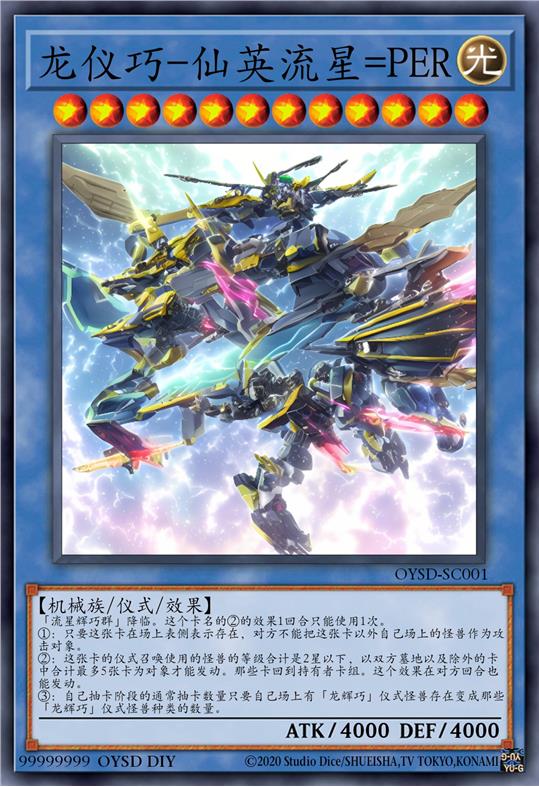 龙仪巧-仙英流星=PER
光
OYSD-SC001
【机械族/仪式/效果】
「流星辉巧群」降临。这个卡名的②的效果1回合只能使用1次。
①：只要这张卡在场上表侧表示存在，对方不能把这张卡以外自己场上的怪兽作为攻
击对象。
②：这张卡的仪式召唤使用的怪兽的等级合计是2星以下，以双方墓地以及除外的卡
中合计最多5张卡为对象才能发动。那些卡回到持有者卡组。这个效果在对方回合也
能发动。
③：自己抽卡阶段的通常抽卡数量只要自己场上有「龙辉巧」仪式怪兽存在变成那些
「龙辉巧」仪式怪兽种类的数量。
ATK/4000 DEF/4000
99999999 OYSD DIY
©2020 Studio Dice/SHUEISHA,TV TOKYO,KONAMI